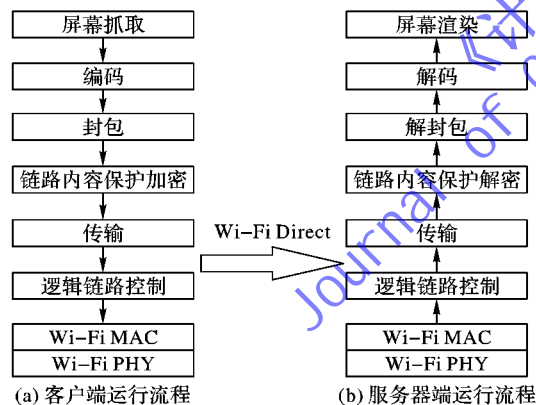 屏幕抓取
编码
封包
链路内容保护加密
传输
逻辑链路控制
Wi-Fi MAC
Wi-Fi PHY
(a) 客户端运行流程
Wi-Fi Direct
屏幕渲染
解码
解封包
链路内容保护解密
传输
逻辑链路控制
Wi-Fi MAC
Wi-Fi PHY
(b) 服务器端运行流程
Journal of